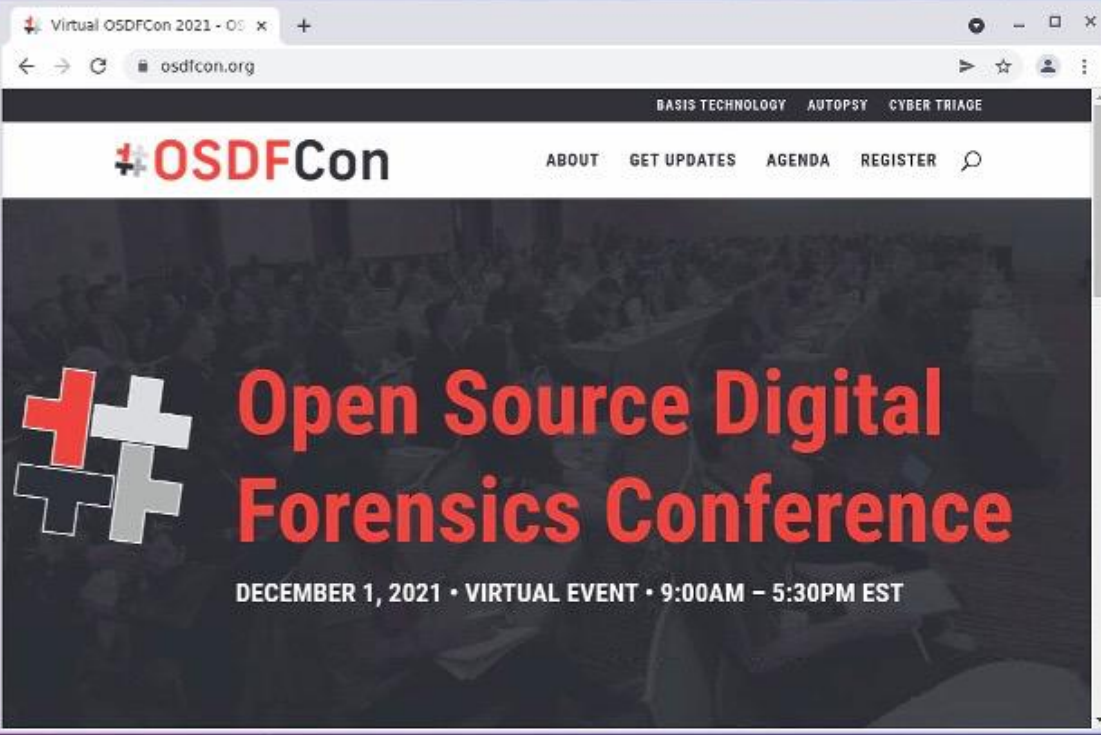 Virtual OSDFCon 2021 - OS
osdfcon.org
BASIS TECHNOLOGY AUTOPSY CYBER TRIAGE
OSDFCon
ABOUT GET UPDATES AGENDA REGISTER
Open Source Digital
Forensics Conference
DECEMBER 1, 2021 • VIRTUAL EVENT • 9:00AM – 5:30PM EST